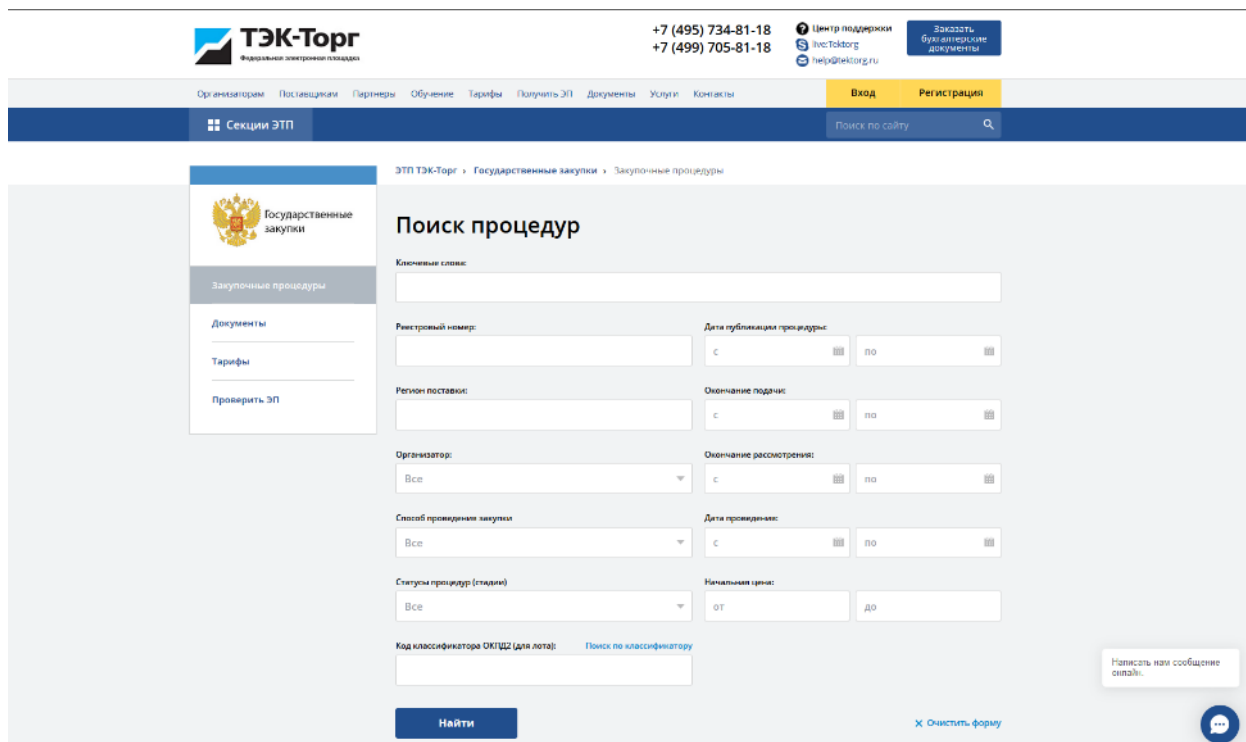 ТЭК-Торг
Федеральная электронная площадка
+7 (495) 734-81-18
+7 (499) 705-81-18
Центр поддержки
live:Tektorg
help@tektorg.ru
Заказать
бухгалтерские
документы
Организаторам Поставщикам Партнеры Обучение Тарифы Получить ЭП Документы Услуги Контакты
Вход Регистрация
Секции ЭТП
Поиск по сайту
ЭТП ТЭК-Торг › Государственные закупки › Закупочные процедуры
Государственные
закупки
Закупочные процедуры
Документы
Тарифы
Проверить ЭП
Поиск процедур
Ключевые слова:
Реестровый номер:
Дата публикации процедуры:
с по
Регион поставки:
Окончание подачи:
с по
Организатор:
Все
Окончание рассмотрения:
с по
Способ проведения закупки
Все
Дата проведения:
с по
Статусы процедур (стадии)
Все
Начальная цена:
от до
Код классификатора ОКПД2 (для лота): Поиск по классификатору
Найти
× Очистить форму
Написать нам сообщение
онлайн.